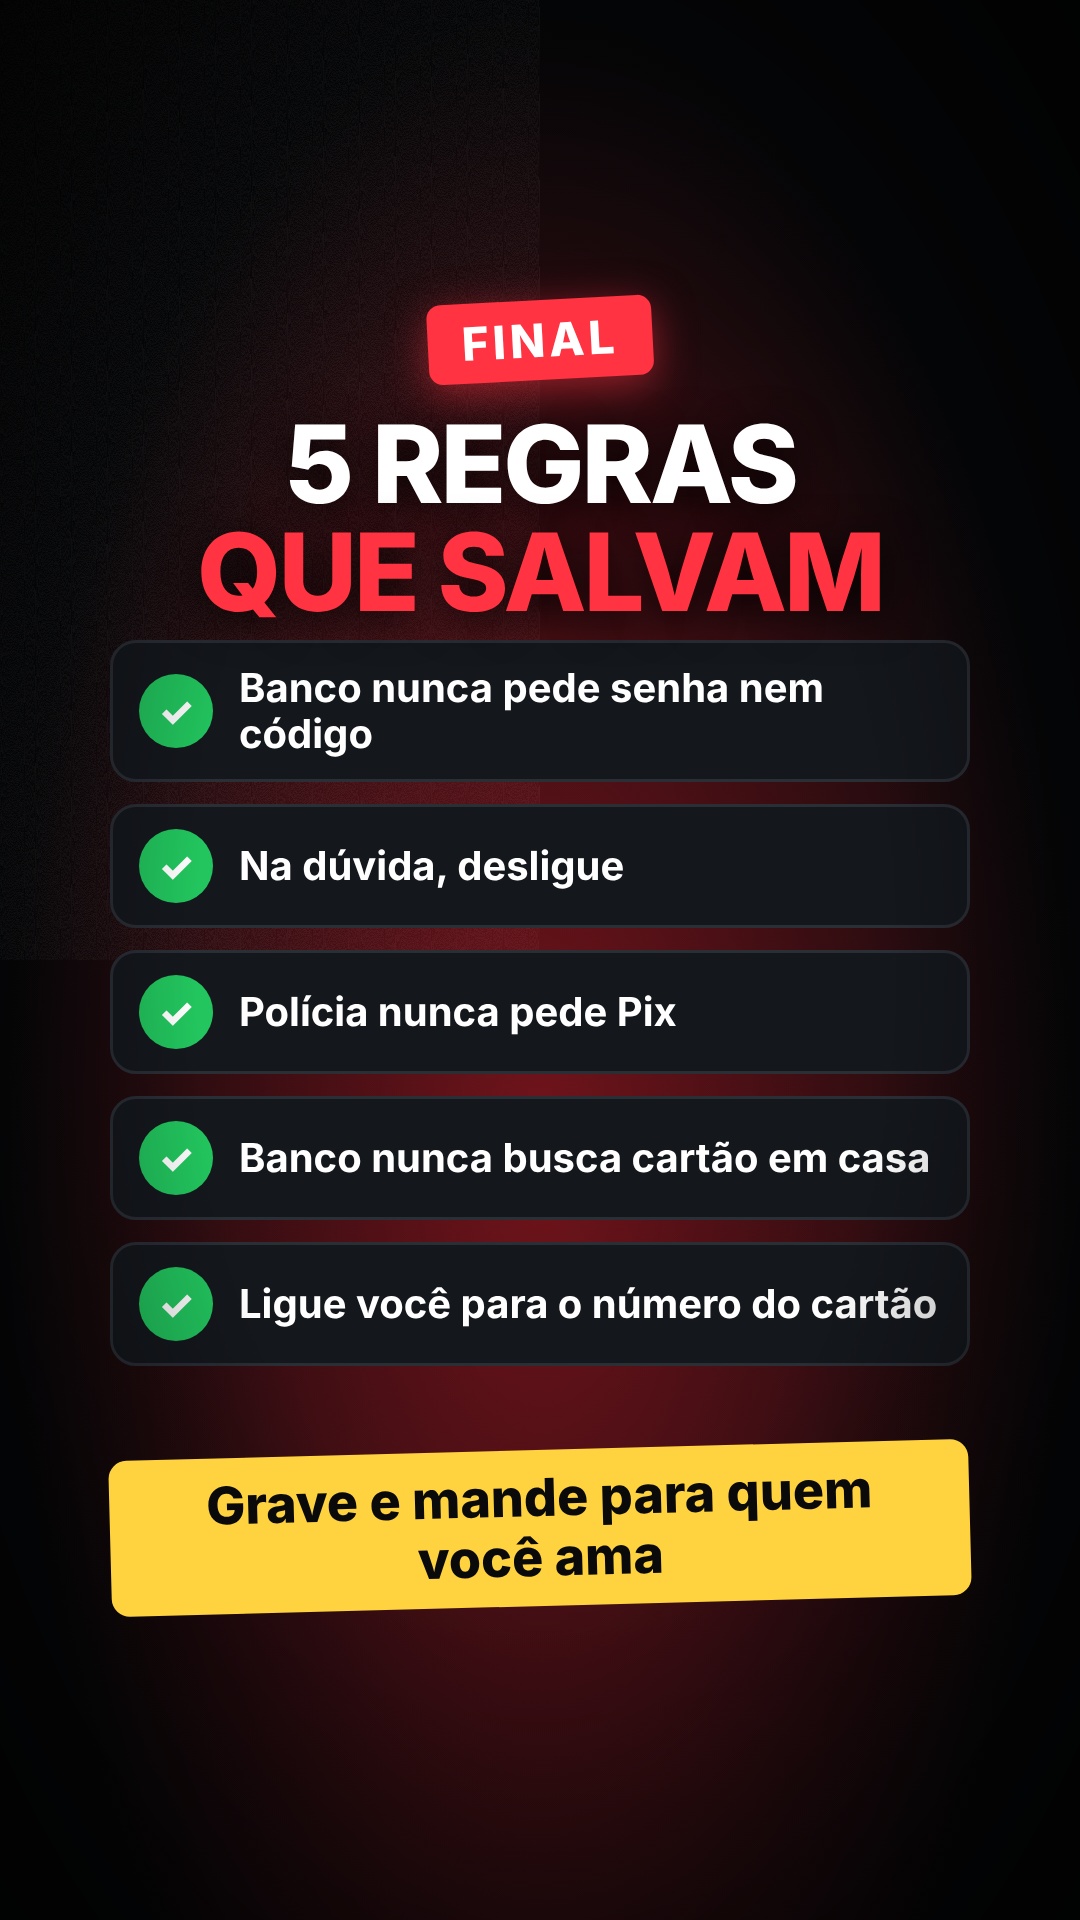 FINAL
5 REGRAS
QUE SALVAM
Banco nunca pede senha nem
código
Na dúvida, desligue
Polícia nunca pede Pix
Banco nunca busca cartão em casa
Ligue você para o número do cartão
Grave e mande para quem
você ama